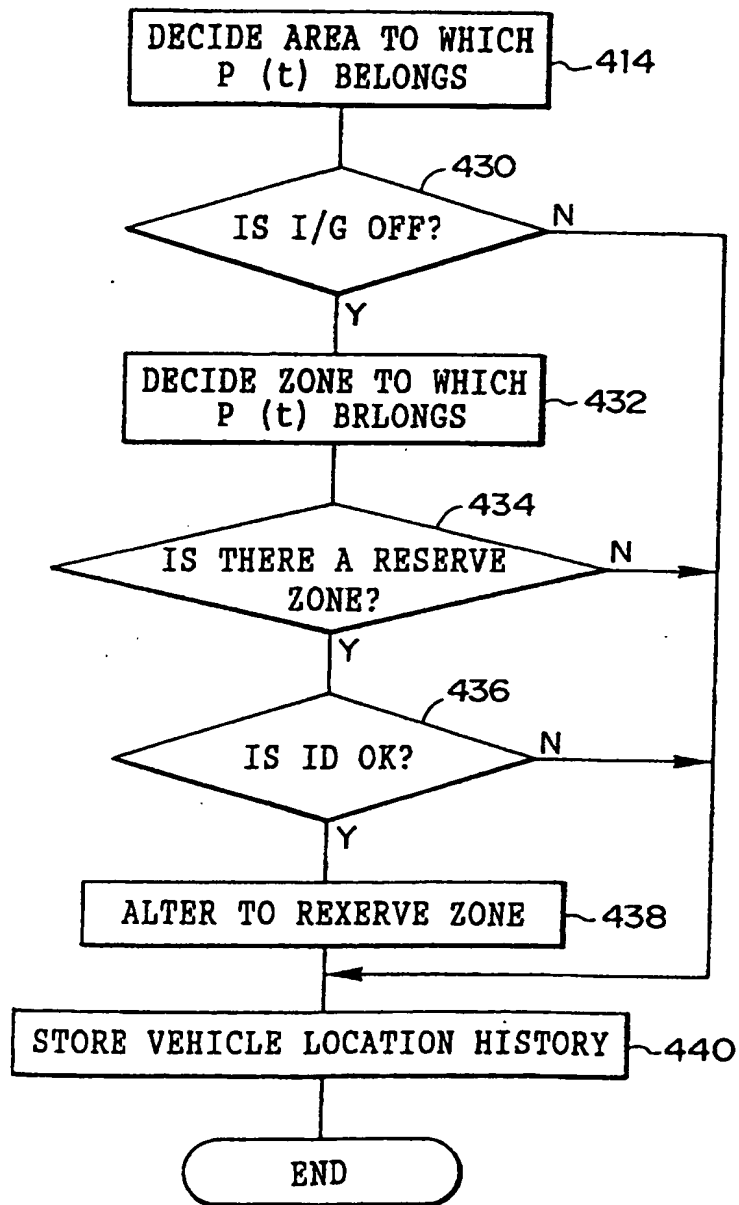 DECIDE AREA TO WHICH
P (t) BELONGS
414
430
IS I/G OFF?
N
Y
DECIDE ZONE TO WHICH
P (t) BRLONGS
432
434
IS THERE A RESERVE
ZONE?
N
Y
436
IS ID OK?
N
Y
ALTER TO REXERVE ZONE
438
STORE VEHICLE LOCATION HISTORY
440
END